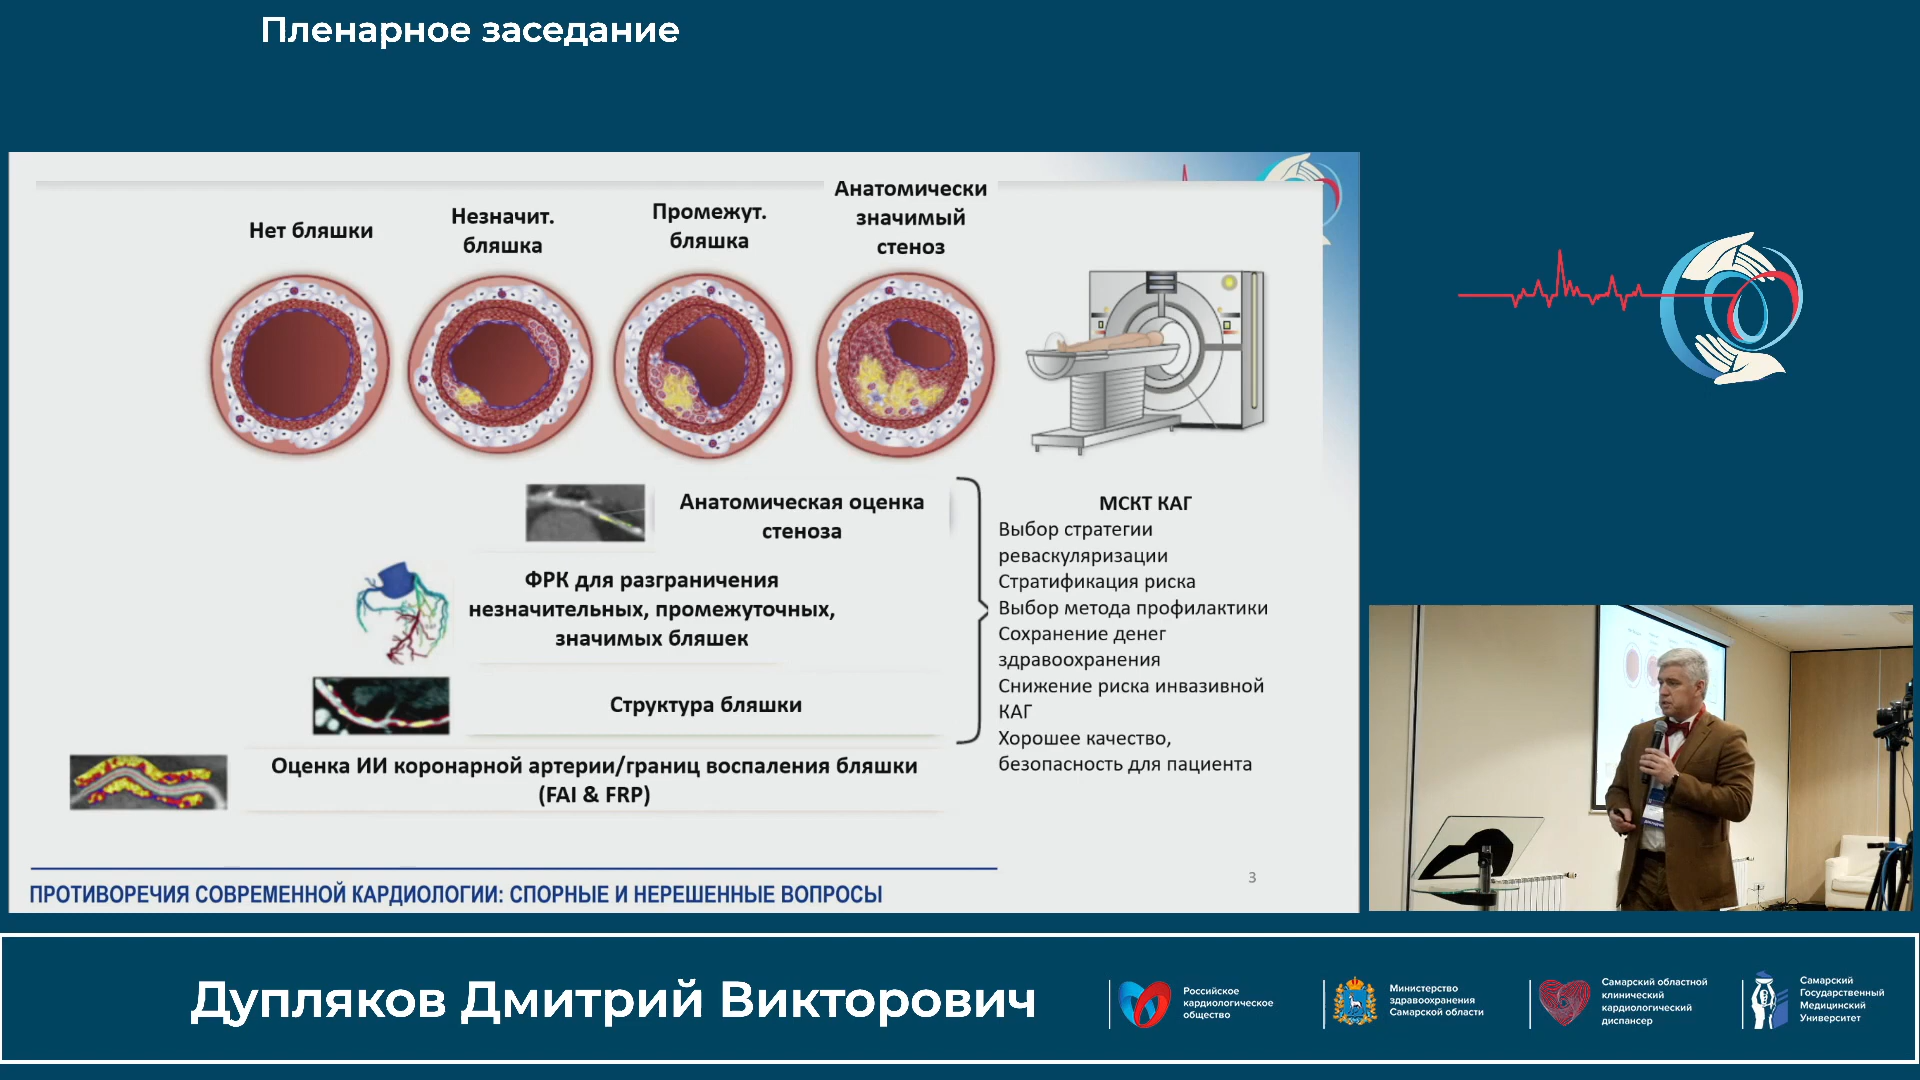 Пленарное заседание
Нет бляшки
Незначит.
бляшка
Промежут.
бляшка
Анатомически
значимый
стеноз
Анатомическая оценка
стеноза
ФРК для разграничения
незначительных, промежуточных,
значимых бляшек
Структура бляшки
Оценка ИИ коронарной артерии/границ воспаления бляшки
(FAI & FRP)
МСКТ КАГ
Выбор стратегии
реваскуляризации
Стратификация риска
Выбор метода профилактики
Сохранение денег
здравоохранения
Снижение риска инвазивной
КАГ
Хорошее качество,
безопасность для пациента
3
ПРОТИВОРЕЧИЯ СОВРЕМЕННОЙ КАРДИОЛОГИИ: СПОРНЫЕ И НЕРЕШЕННЫЕ ВОПРОСЫ
Дупляков Дмитрий Викторович
Российское
кардиологическое
общество
Министерство
здравоохранения
Самарской области
Самарский областной
клинический
кардиологический
диспансер
Самарский
Государственный
Медицинский
Университет